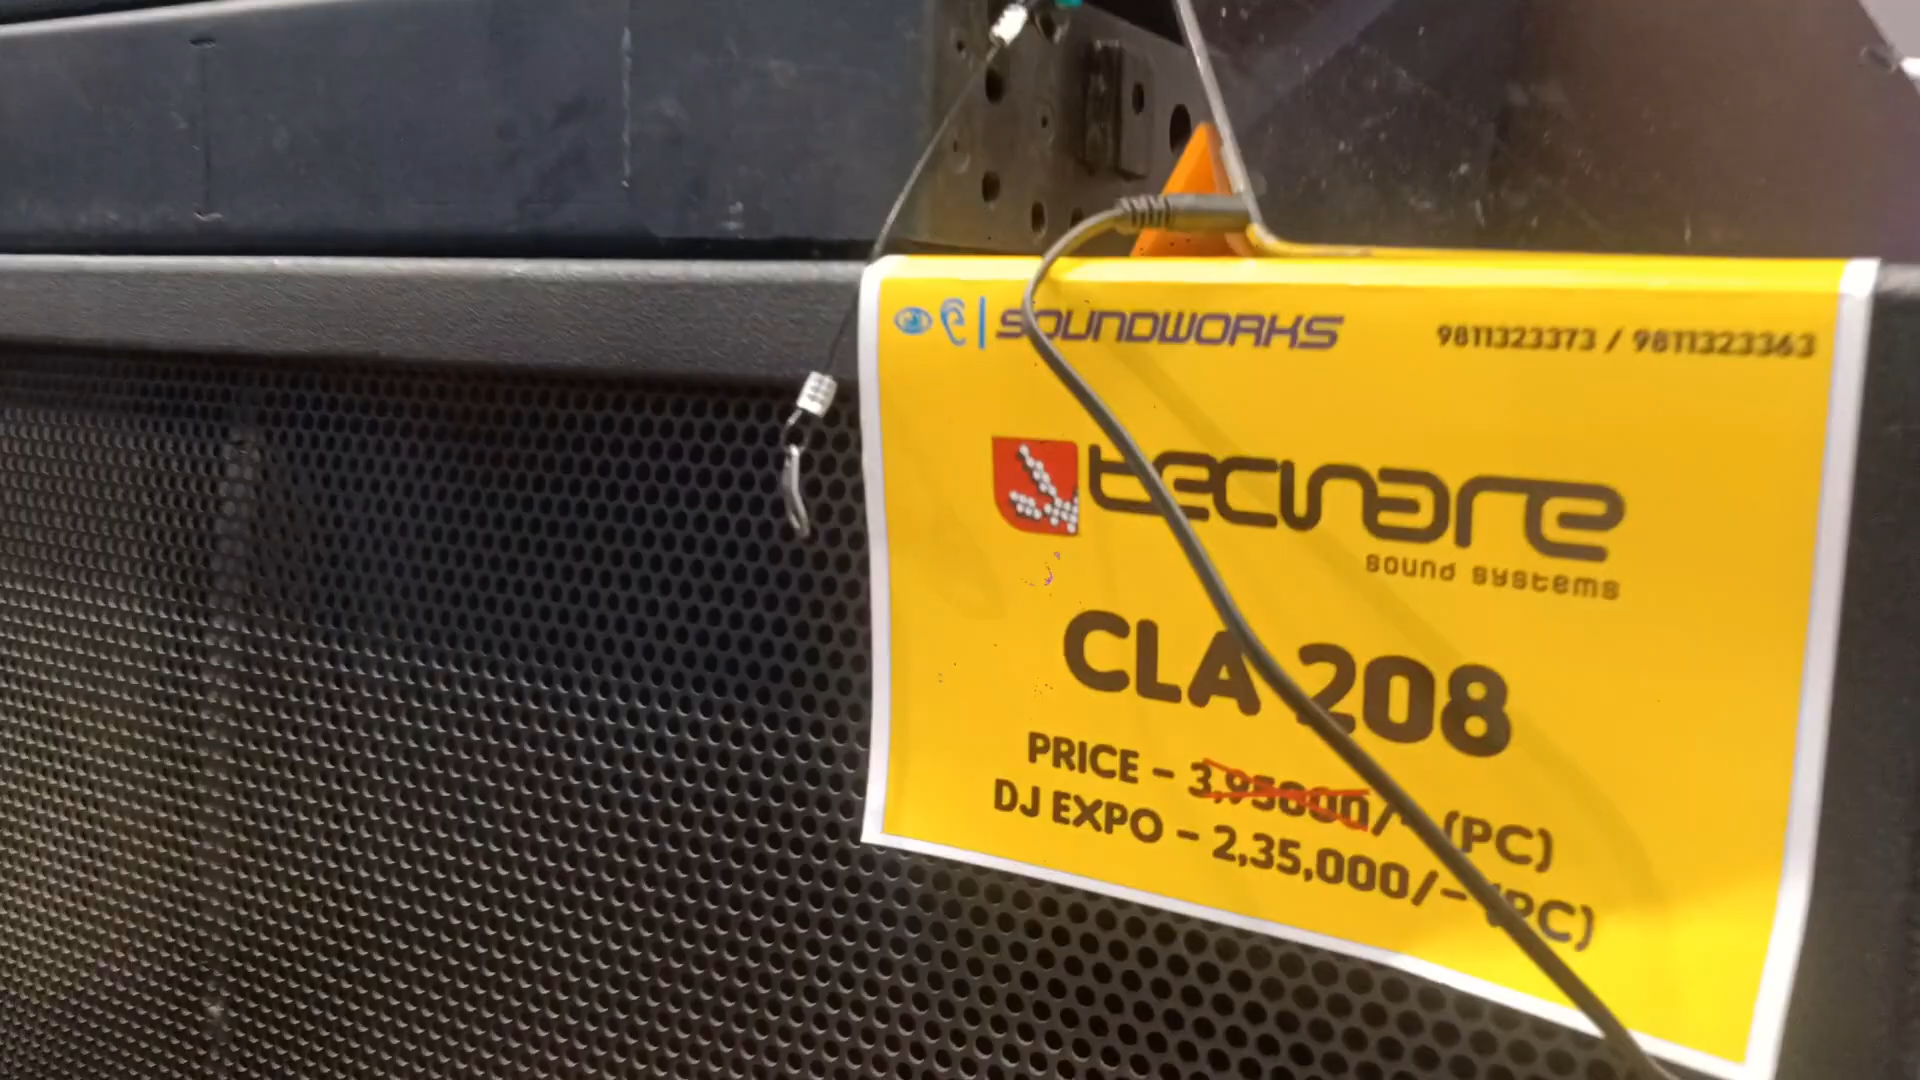 SOUNDWORKS 9811323373 / 9811323363
tecnare
sound systems
CLA 208
PRICE - 3,95000/- (PC)
DJ EXPO - 2,35,000/- (PC)